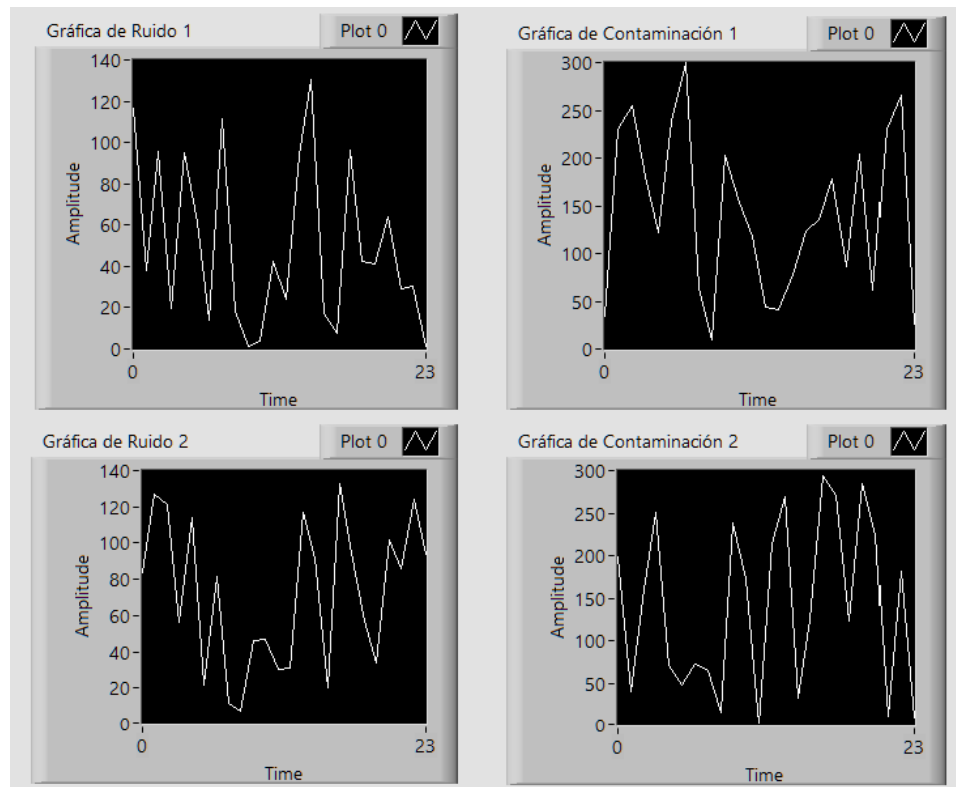 Gráfica de Ruido 1
Plot 0
140
120
100
80
60
40
20
0
Amplitude
0
23
Time
Gráfica de Contaminación 1
Plot 0
300
250
200
150
100
50
0
Amplitude
0
23
Time
Gráfica de Ruido 2
Plot 0
140
120
100
80
60
40
20
0
Amplitude
0
23
Time
Gráfica de Contaminación 2
Plot 0
300
250
200
150
100
50
0
Amplitude
0
23
Time